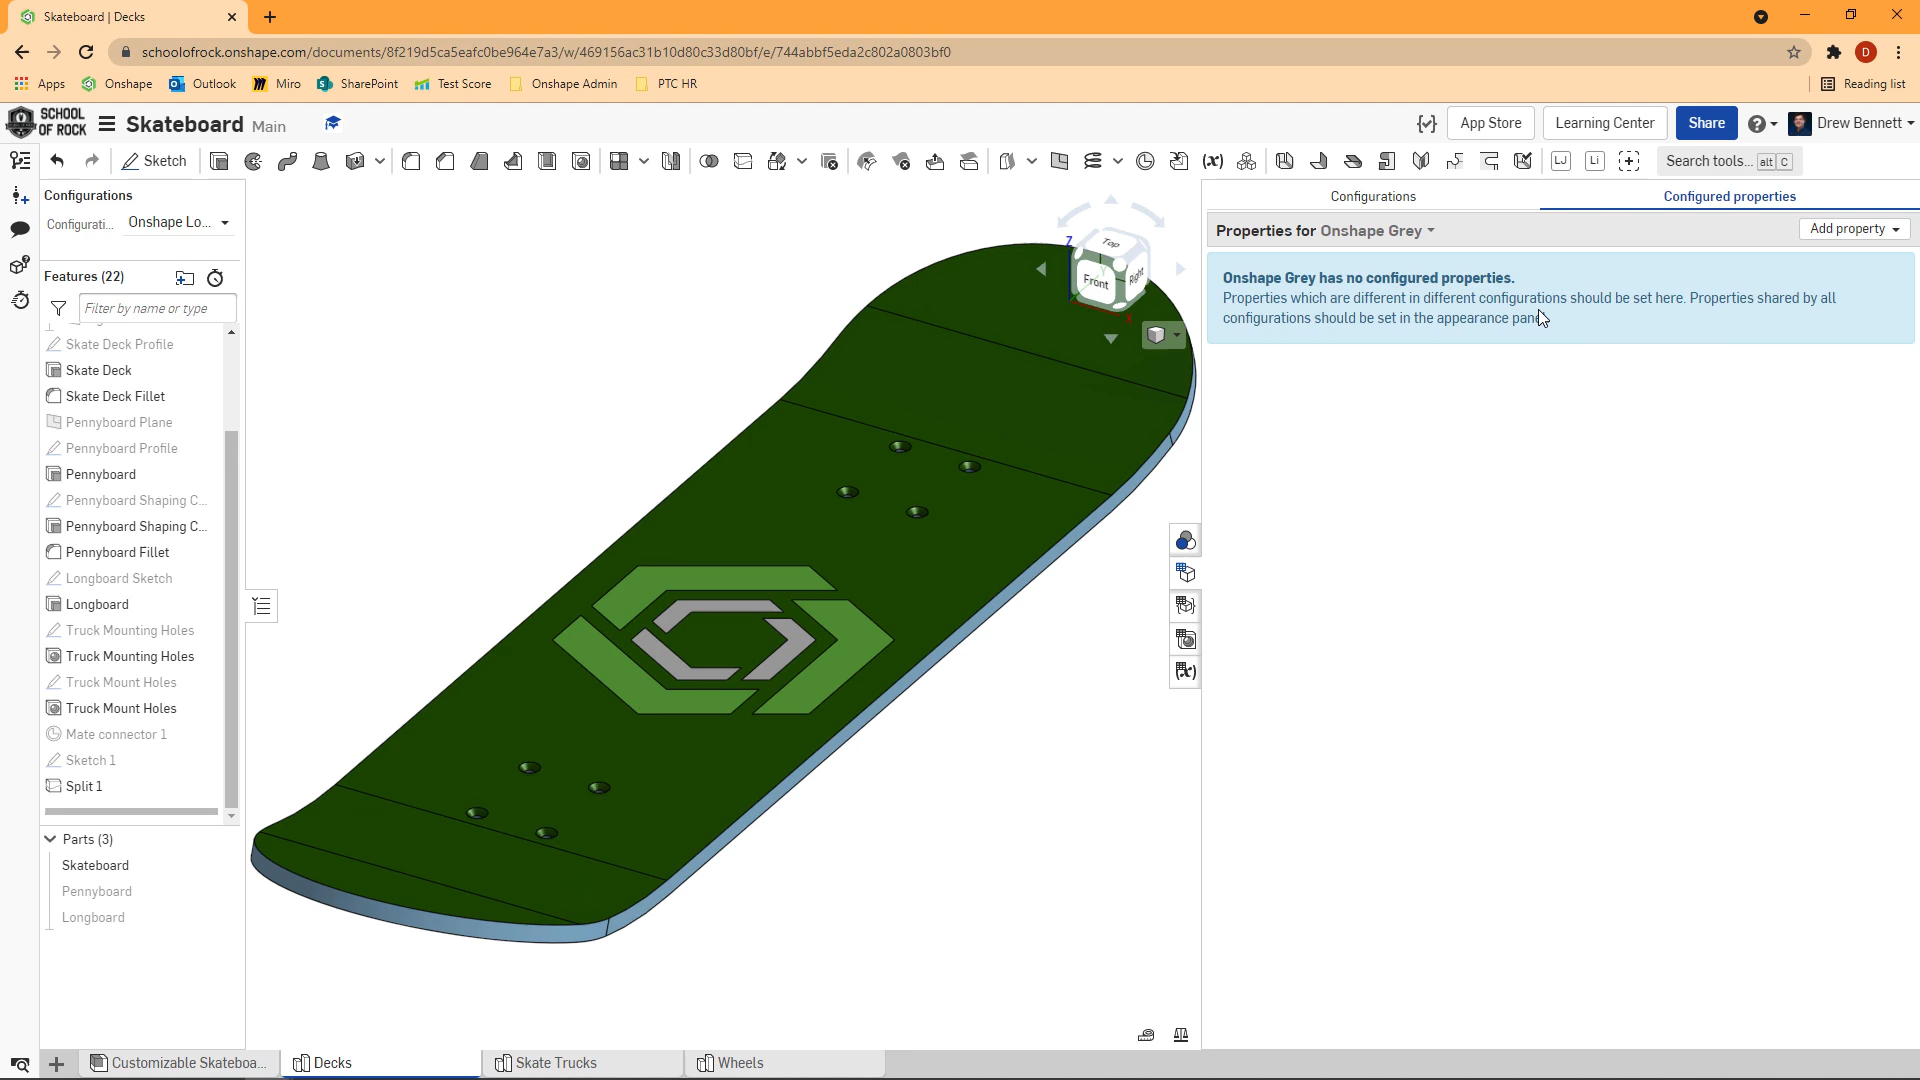 Skateboard | Decks
schoolofrock.onshape.com/documents/8f219d5ca5eafc0be964e7a3/w/469156ac31b10d80c33d80bf/e/744abbf5eda2c802a0803bf0
D
Apps
Onshape
Outlook
Miro
SharePoint
Test Score
Onshape Admin
PTC HR
Reading list
SCHOOL
OF ROCK
Skateboard Main
App Store
Learning Center
Share
Drew Bennett
Sketch
LJ
Li
Search tools... alt C
Configurations
Configurati... Onshape Lo...
Features (22)
Filter by name or type
Skate Deck Profile
Skate Deck
Skate Deck Fillet
Pennyboard Plane
Pennyboard Profile
Pennyboard
Pennyboard Shaping C...
Pennyboard Shaping C...
Pennyboard Fillet
Longboard Sketch
Longboard
Truck Mounting Holes
Truck Mounting Holes
Truck Mount Holes
Truck Mount Holes
Mate connector 1
Sketch 1
Split 1
Parts (3)
Skateboard
Pennyboard
Longboard
Z
Top
Front
Right
X
Configurations
Configured properties
Properties for Onshape Grey
Add property
Onshape Grey has no configured properties.
Properties which are different in different configurations should be set here. Properties shared by all
configurations should be set in the appearance pane
Customizable Skateboa...
Decks
Skate Trucks
Wheels